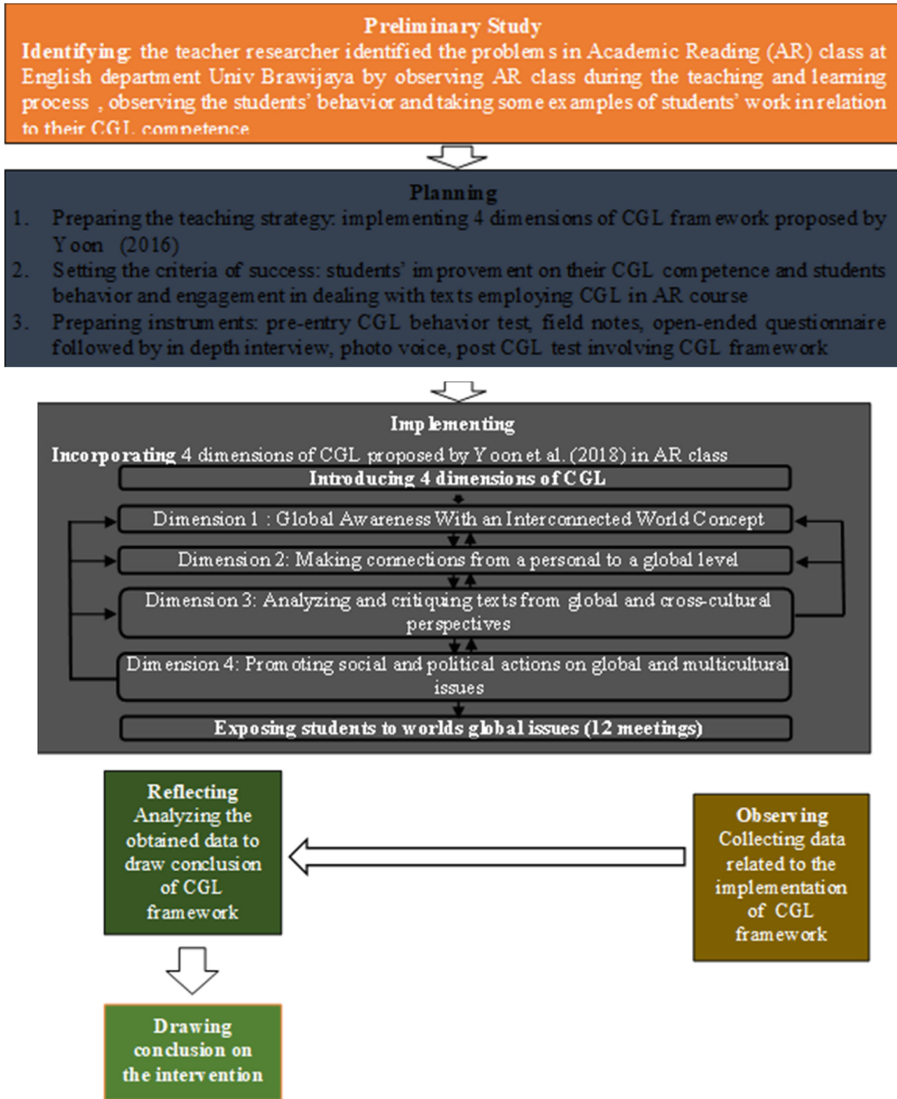 Preliminary Study
Identifying: the teacher researcher identified the problems in Academic Reading (AR) class at
English department Univ Brawijaya by observing AR class during the teaching and learning
process , observing the students' behavior and taking some examples of students' work in relation
to their CGL competence
Planning
1. Preparing the teaching strategy: implementing 4 dimensions of CGL framework proposed by
Yoon (2016)
2. Setting the criteria of success: students' improvement on their CGL competence and students
behavior and engagement in dealing with texts employing CGL in AR course
3. Preparing instruments: pre-entry CGL behavior test, field notes, open-ended questionnaire
followed by in depth interview, photo voice, post CGL test involving CGL framework
Implementing
Incorporating 4 dimensions of CGL proposed by Yoon et al. (2018) in AR class
Introducing 4 dimensions of CGL
Dimension 1 : Global Awareness With an Interconnected World Concept
Dimension 2: Making connections from a personal to a global level
Dimension 3: Analyzing and critiquing texts from global and cross-cultural
perspectives
Dimension 4: Promoting social and political actions on global and multicultural
issues
Exposing students to worlds global issues (12 meetings)
Reflecting
Analyzing the
obtained data to
draw conclusion
of CGL
framework
Observing
Collecting data
related to the
implementation
of CGL
framework
Drawing
conclusion on
the intervention